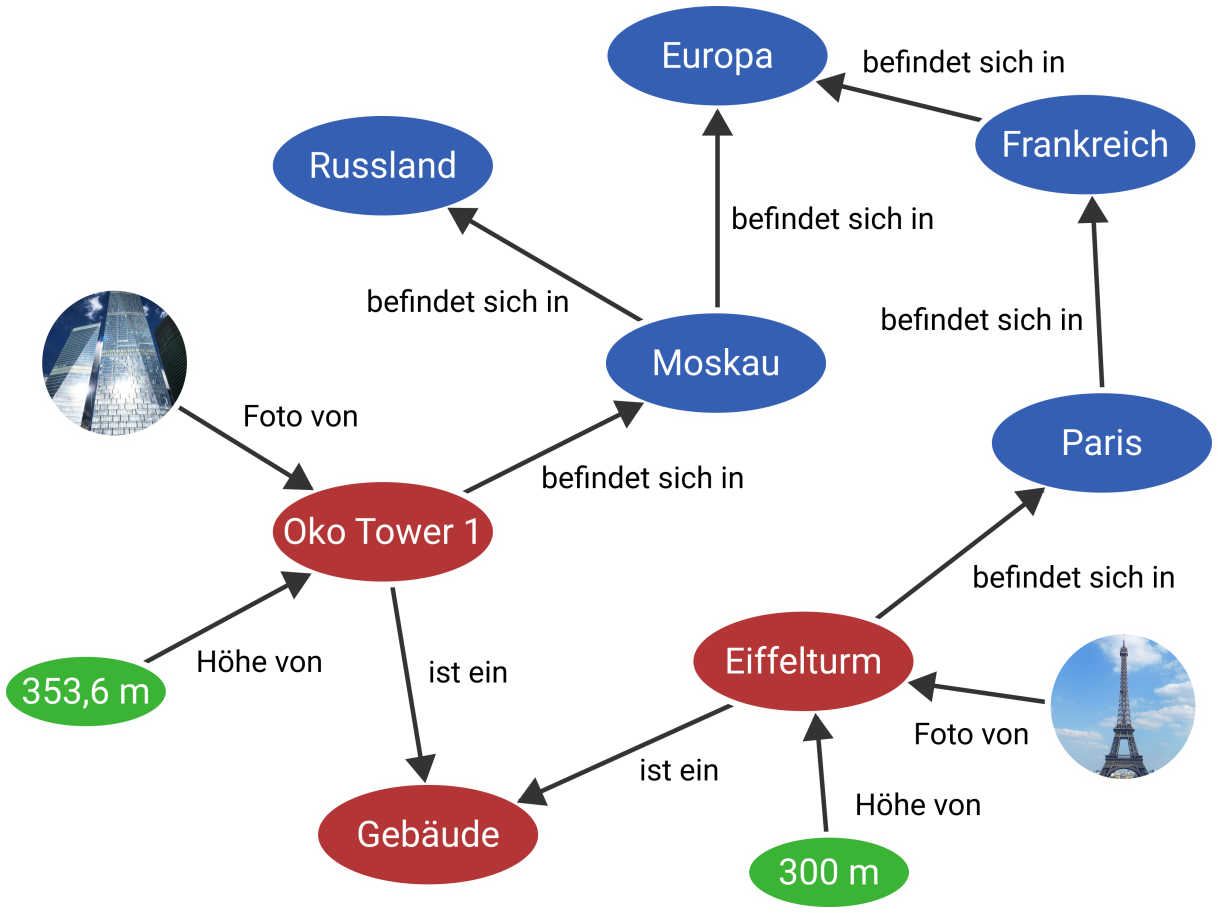 Europa
befindet sich in
Frankreich
Russland
befindet sich in
befindet sich in
befindet sich in
Moskau
Foto von
Paris
befindet sich in
Oko Tower 1
befindet sich in
Höhe von
ist ein
Eiffelturm
353,6 m
Foto von
ist ein
Höhe von
Gebäude
300 m